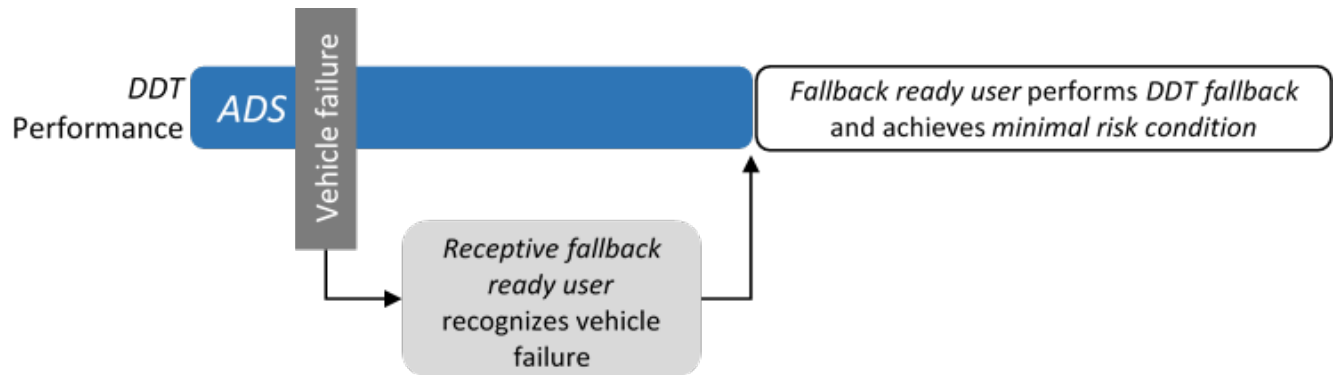 Vehicle failure
DDT
Performance
ADS
Fallback ready user performs DDT fallback
and achieves minimal risk condition
Receptive fallback
ready user
recognizes vehicle
failure